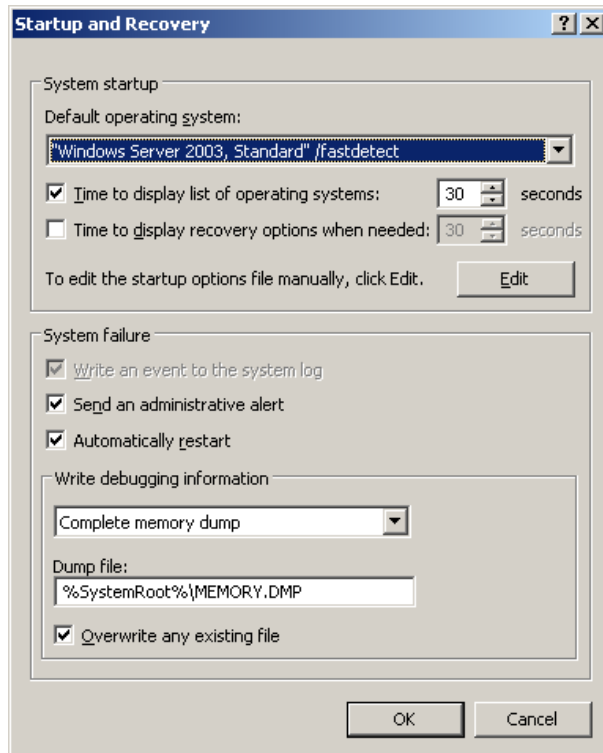 Startup and Recovery
System startup
Default operating system:
"Windows Server 2003, Standard" /fastdetect
Time to display list of operating systems: 30 seconds
Time to display recovery options when needed: 30 seconds
To edit the startup options file manually, click Edit. Edit
System failure
Write an event to the system log
Send an administrative alert
Automatically restart
Write debugging information
Complete memory dump
Dump file:
%SystemRoot%\MEMORY.DMP
Overwrite any existing file
OK Cancel